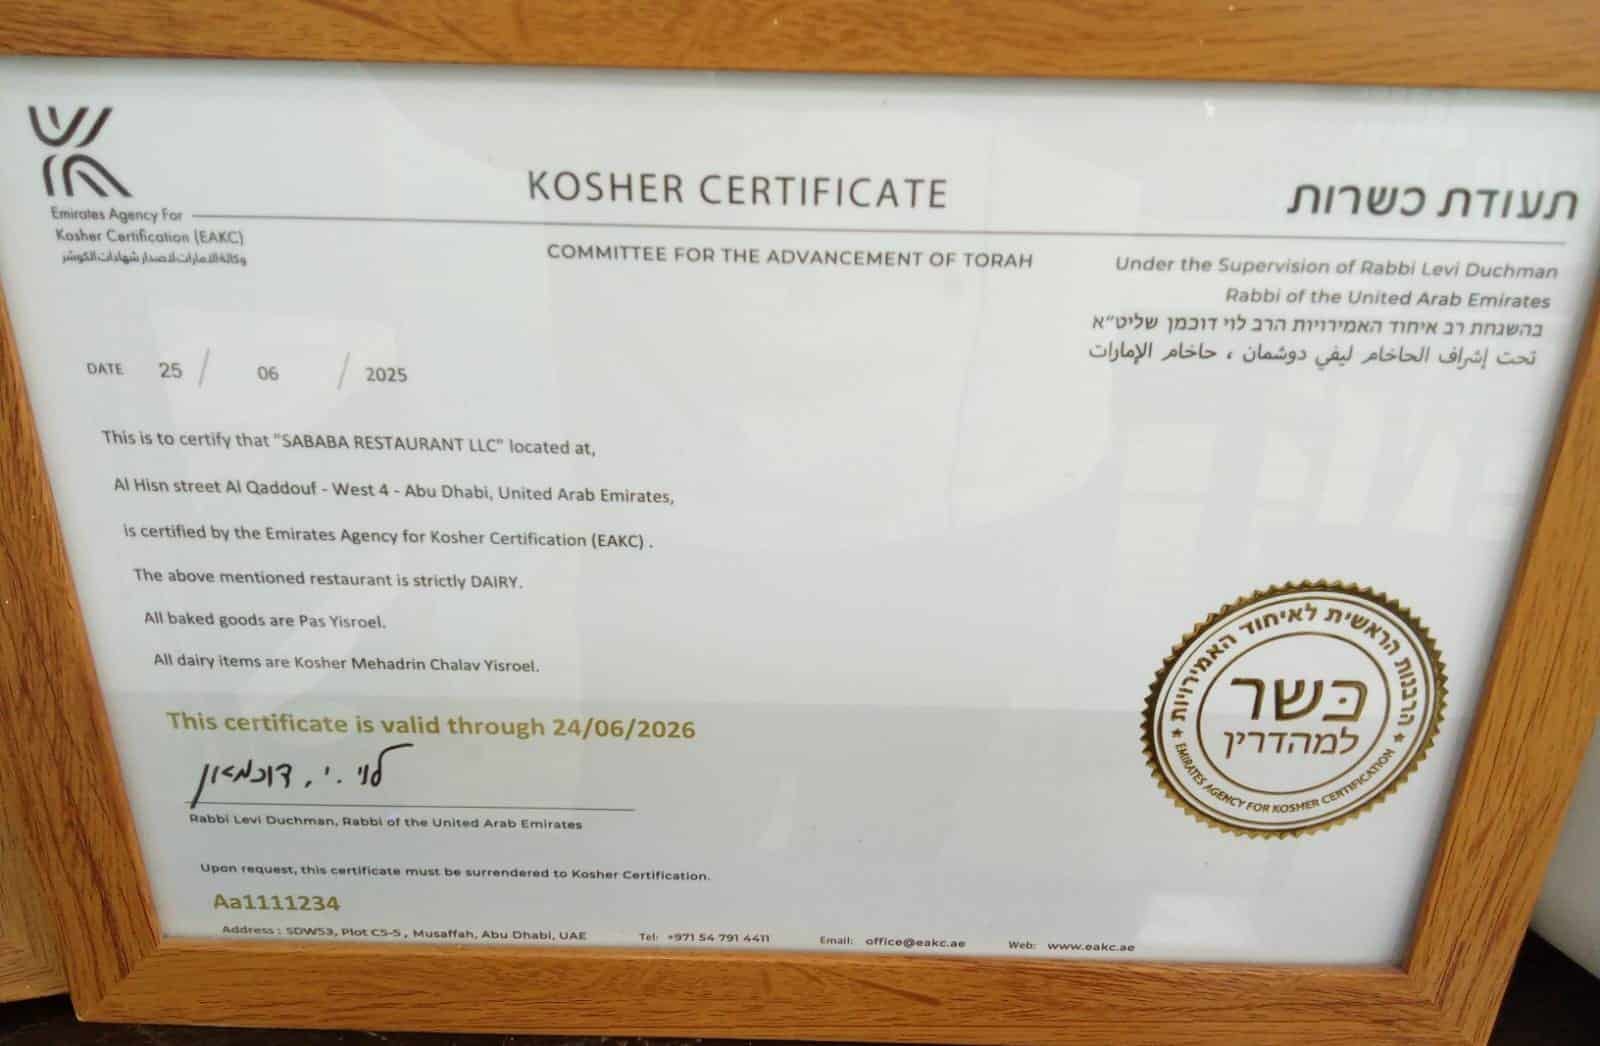 KOSHER CERTIFICATE
תעודת כשרות
Emirates Agency For
Kosher Certification (EAKC)
وكالة الامارات لاصدار شهادات الكوشر
COMMITTEE FOR THE ADVANCEMENT OF TORAH
Under the Supervision of Rabbi Levi Duchman
Rabbi of the United Arab Emirates
בהשגחת רב איחוד האמירויות הרב לוי דוכמן שליט״א
تحت إشراف الحاخام ليفي دوشمان ، حاخام الإمارات
DATE 25 / 06 / 2025
This is to certify that "SABABA RESTAURANT LLC" located at,
Al Hisn street Al Qaddouf - West 4 - Abu Dhabi, United Arab Emirates,
is certified by the Emirates Agency for Kosher Certification (EAKC) .
The above mentioned restaurant is strictly DAIRY.
All baked goods are Pas Yisroel.
All dairy items are Kosher Mehadrin Chalav Yisroel.
This certificate is valid through 24/06/2026
לוי .י. דוכמאן
Rabbi Levi Duchman, Rabbi of the United Arab Emirates
הרבנות הראשית לאיחוד האמירויות
כשר
למהדרין
EMIRATES AGENCY FOR KOSHER CERTIFICATION
Upon request, this certificate must be surrendered to Kosher Certification.
Aa1111234
Address : SDW53, Plot C5-5 , Musaffah, Abu Dhabi, UAE Tel: +971 54 791 4411 Email: office@eakc.ae Web: www.eakc.ae